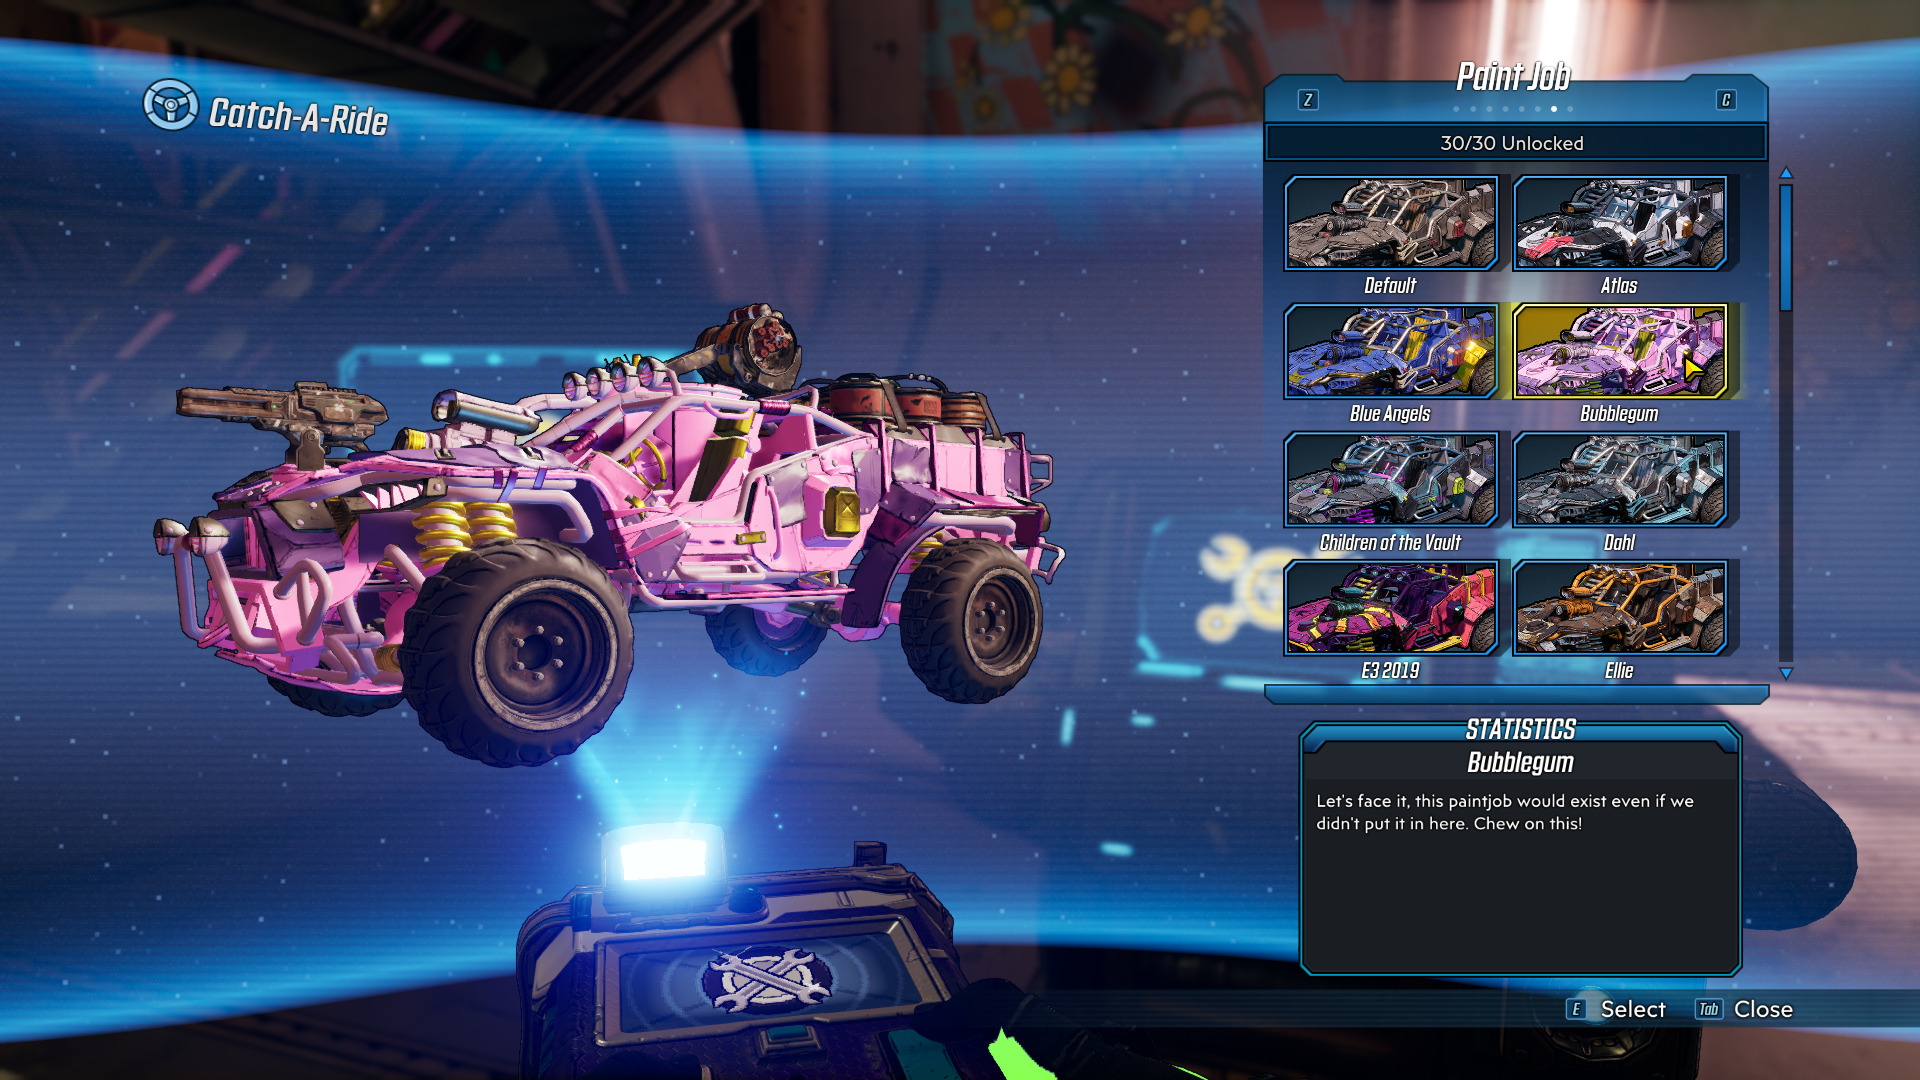 Catch-A-Ride
Paint Job
Z
C
30/30 Unlocked
Default
Atlas
Blue Angels
Bubblegum
Children of the Vault
Dahl
E3 2019
Ellie
STATISTICS
Bubblegum
Let's face it, this paintjob would exist even if we
didn't put it in here. Chew on this!
E Select Tab Close